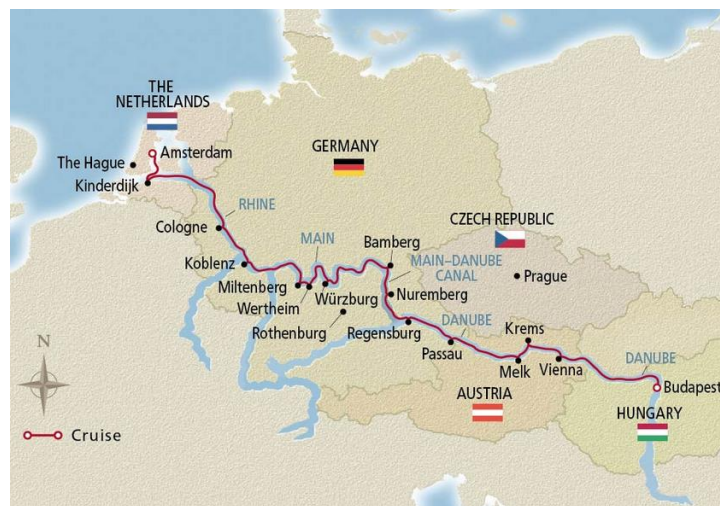 THE
NETHERLANDS
Amsterdam
The Hague
Kinderdijk
GERMANY
RHINE
Cologne
CZECH REPUBLIC
MAIN
Bamberg
MAIN–DANUBE
CANAL
Koblenz
Prague
Miltenberg
Wertheim
Würzburg
Nuremberg
Rothenburg
Regensburg
DANUBE
Krems
Passau
Melk
Vienna
DANUBE
Budapest
AUSTRIA
HUNGARY
N
Cruise